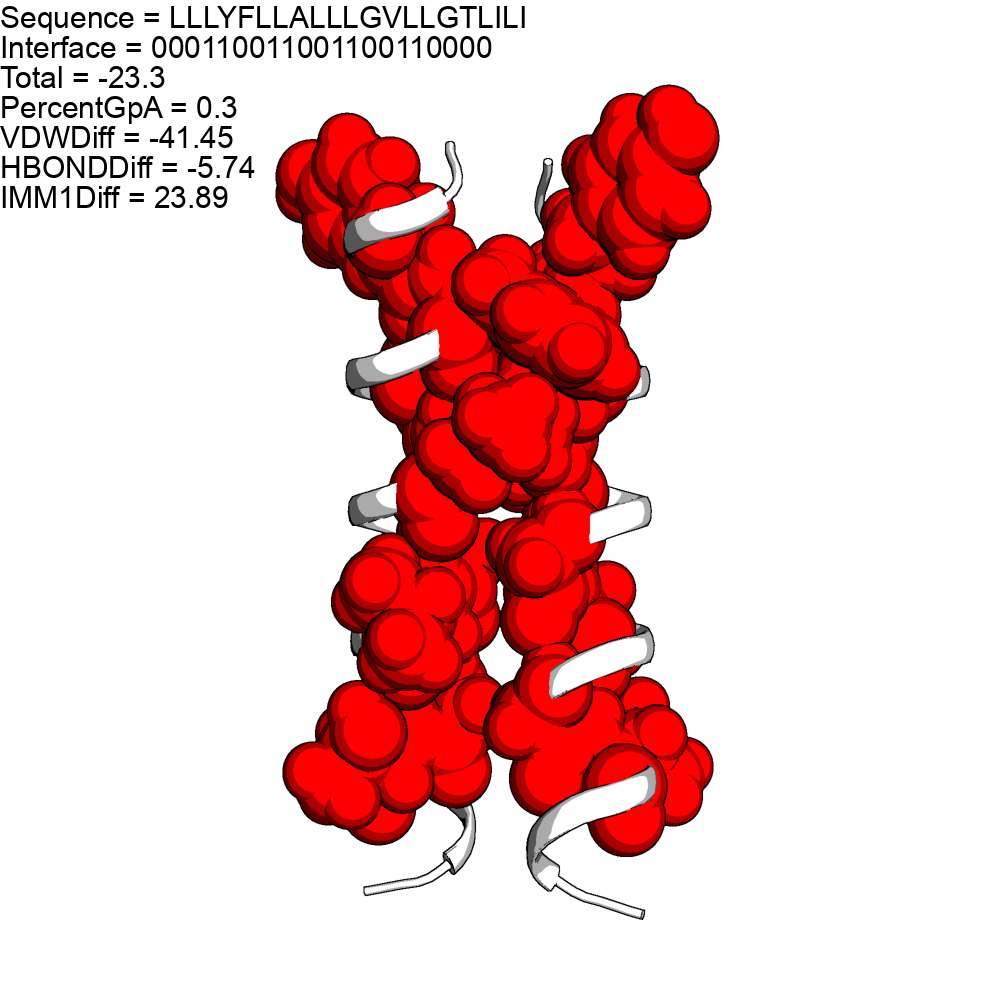 Sequence = LLLYFLLALLLGVLLGTLILI
Interface = 000110011001100110000
Total = -23.3
PercentGpA = 0.3
VDWDiff = -41.45
HBONDDiff = -5.74
IMM1Diff = 23.89